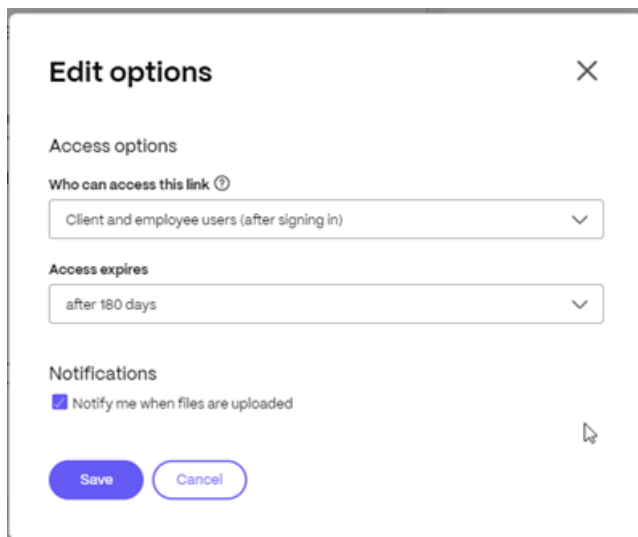 Edit options
Access options
Who can access this link
Client and employee users (after signing in)
Access expires
after 180 days
Notifications
Notify me when files are uploaded
Save
Cancel